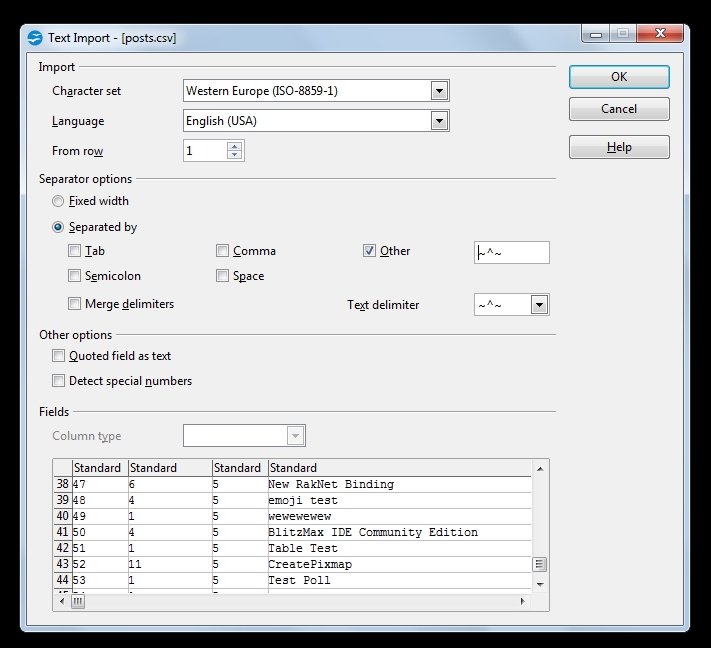 Text Import - [posts.csv]
Import
Character set Western Europe (ISO-8859-1)
Language English (USA)
From row 1
OK
Cancel
Help
Separator options
Fixed width
Separated by
Tab Comma Other ~^~
Semicolon Space
Merge delimiters Text delimiter ~^~
Other options
Quoted field as text
Detect special numbers
Fields
Column type
Standard Standard Standard Standard
38 47 6 5 New RakNet Binding
39 48 4 5 emoji test
40 49 1 5 wewewewew
41 50 4 5 BlitzMax IDE Community Edition
42 51 1 5 Table Test
43 52 11 5 CreatePixmap
44 53 1 5 Test Poll